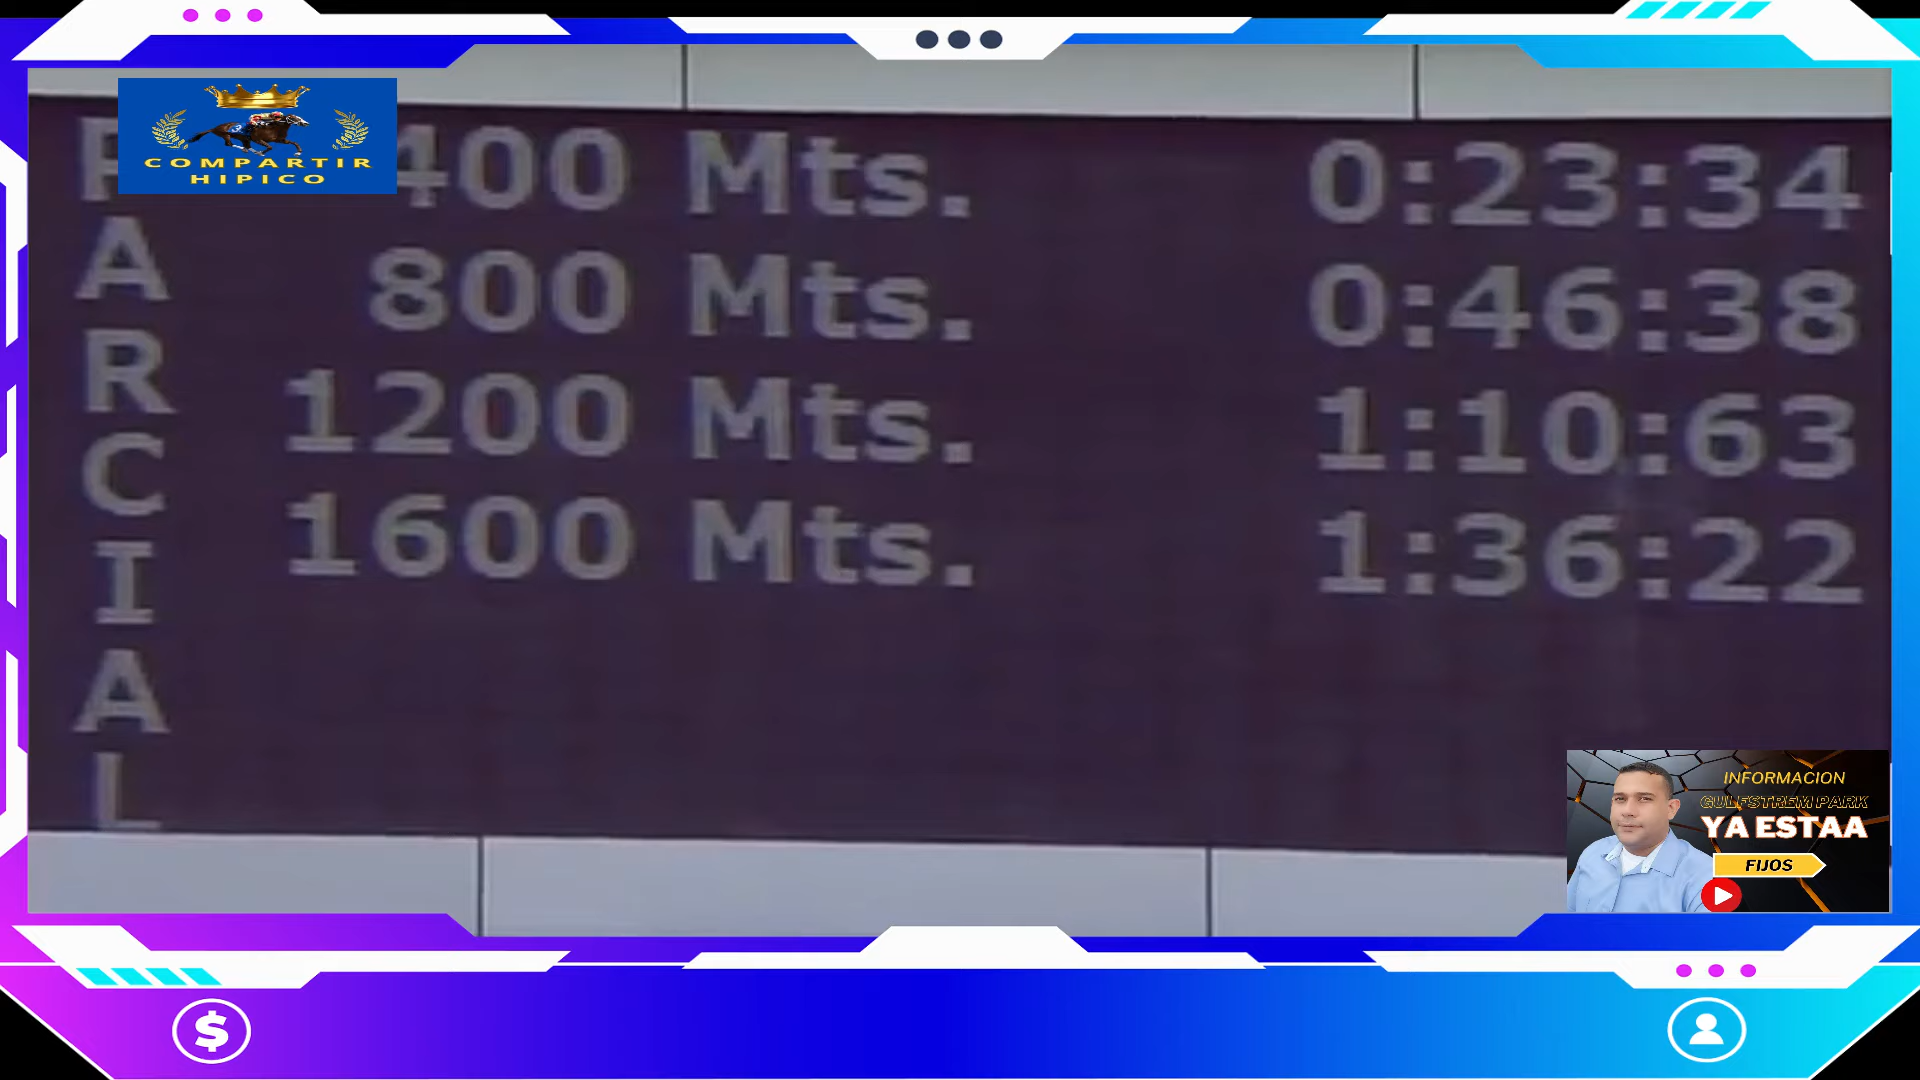 COMPARTIR
HIPICO
PARCIAL
400 Mts. 0:23:34
800 Mts. 0:46:38
1200 Mts. 1:10:63
1600 Mts. 1:36:22
INFORMACION
GULFSTREM PARK
YA ESTAA
FIJOS